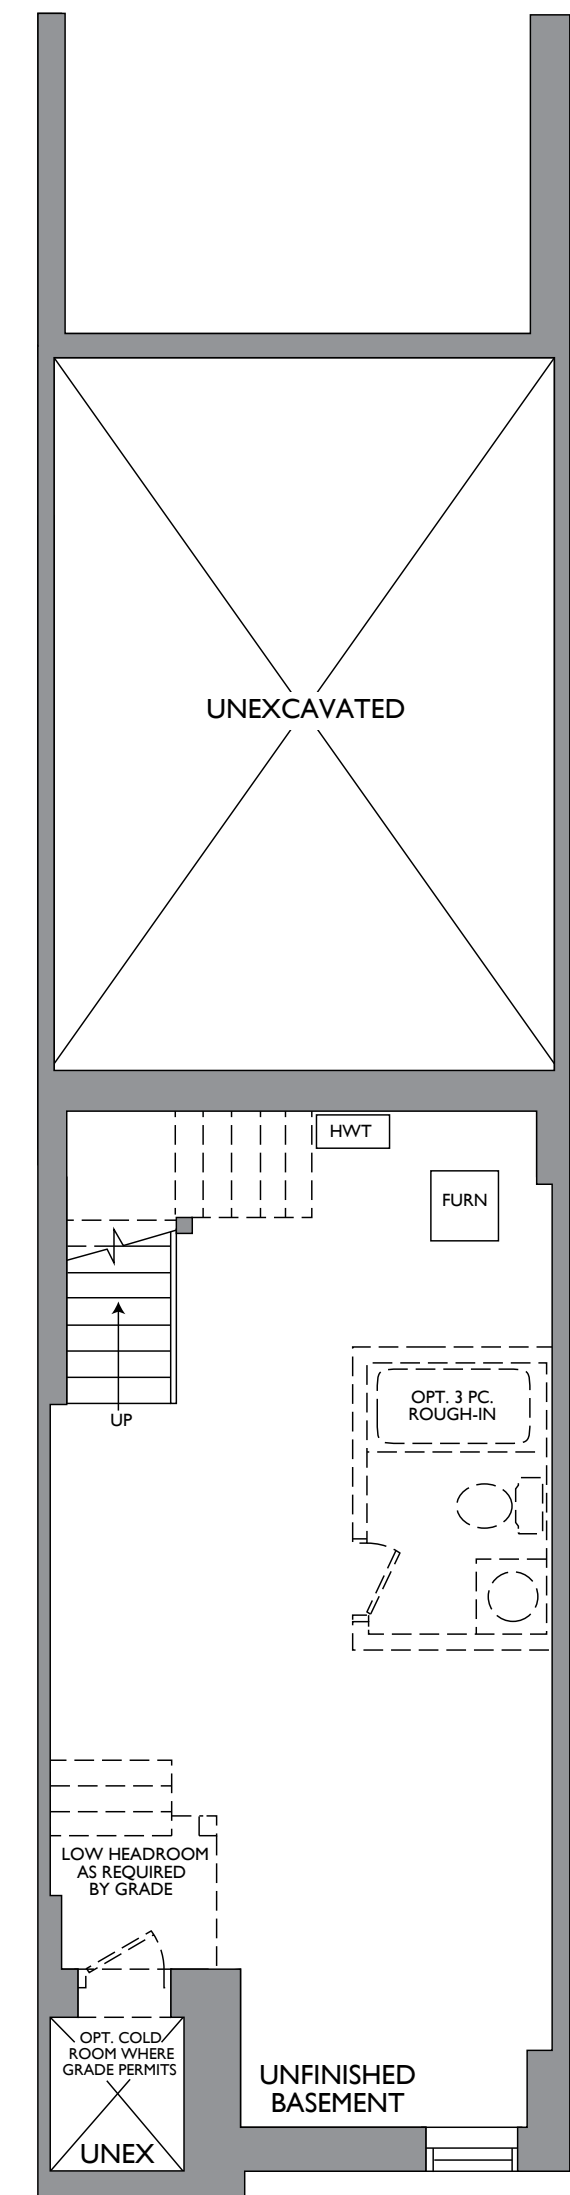 UNEXCAVATED
HWT
FURN
UP
OPT. 3 PC.
ROUGH-IN
LOW HEADROOM
AS REQUIRED
BY GRADE
OPT. COLD
ROOM WHERE
GRADE PERMITS
UNEX
UNFINISHED
BASEMENT